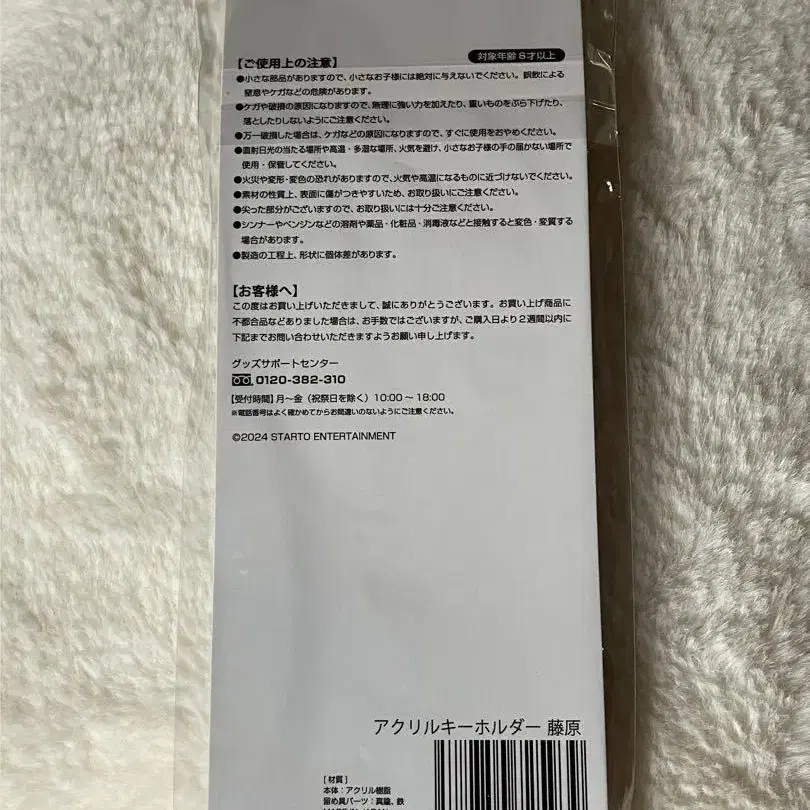 【ご使用上の注意】
対象年齢 8才以上
●小さな部品がありますので、小さなお子様には絶対に与えないでください。誤飲による
窒息やケガなどの危険があります。
●ケガや破損の原因になりますので、無理に強い力を加えたり、重いものをぶら下げたり、
落としたりしないようにご注意ください。
●万一破損した場合は、ケガなどの原因になりますので、すぐに使用をおやめください。
●直射日光の当たる場所や高温・多湿な場所、火気を避け、小さなお子様の手の届かない場所で
使用・保管してください。
●火災や変形・変色の恐れがありますので、火気や高温になるものに近づけないでください。
●素材の性質上、表面に傷がつきやすいため、お取り扱いにご注意ください。
●尖った部分がございますので、お取り扱いには十分ご注意ください。
●シンナーやベンジンなどの溶剤や薬品・化粧品・消毒液などと接触すると変色・変質する
場合があります。
●製造の工程上、形状に個体差があります。
【お客様へ】
この度はお買い上げいただきまして、誠にありがとうございます。お買い上げ商品に
不都合品などありました場合は、お手数ではございますが、ご購入日より2週間以内に
下記までお問い合わせいただきますようお願い申し上げます。
グッズサポートセンター
0120-382-310
【受付時間】月〜金（祝祭日を除く）10:00〜18:00
※電話番号はよく確かめてからお間違いのないようにご注意ください。
©2024 STARTO ENTERTAINMENT
アクリルキーホルダー 藤原
[材質]
本体：アクリル樹脂
留め具パーツ：真鍮、鉄